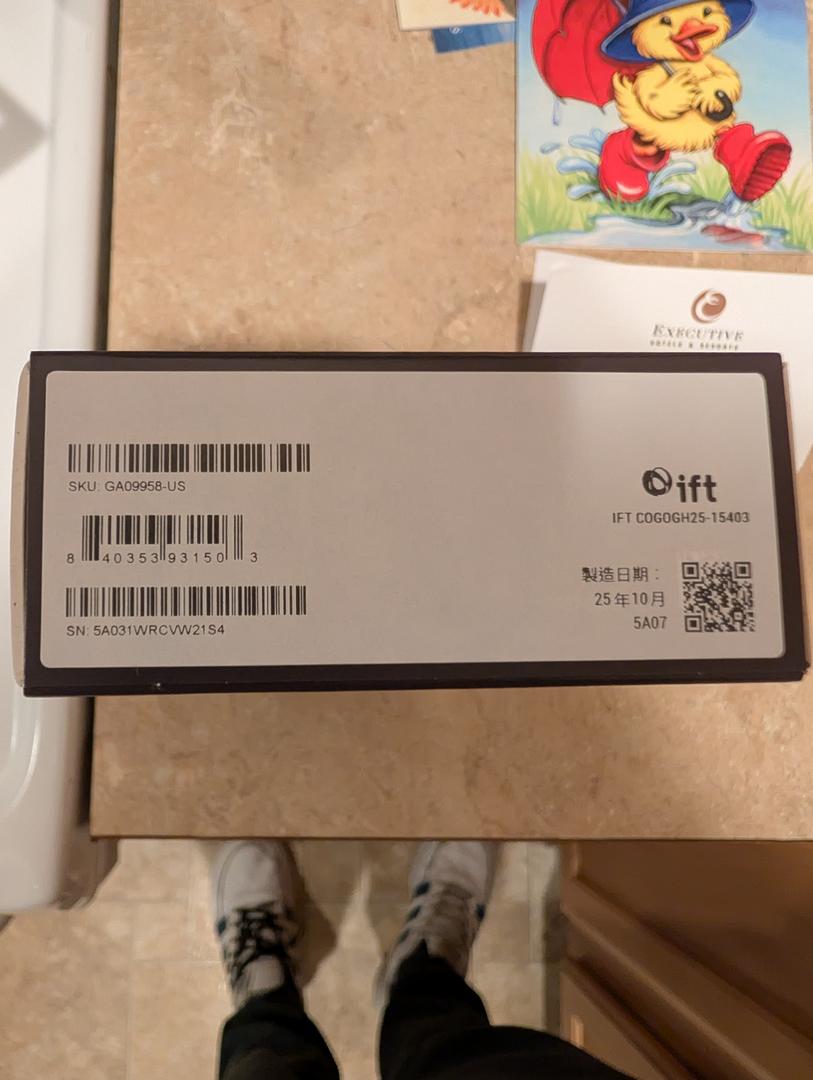 EXECUTIVE
HOTELS & RESORTS
SKU: GA09958-US
8 40353 93150 3
SN: 5A031WRCVW21S4
ift
IFT COGOGH25-15403
製造日期：
25年10月
5A07